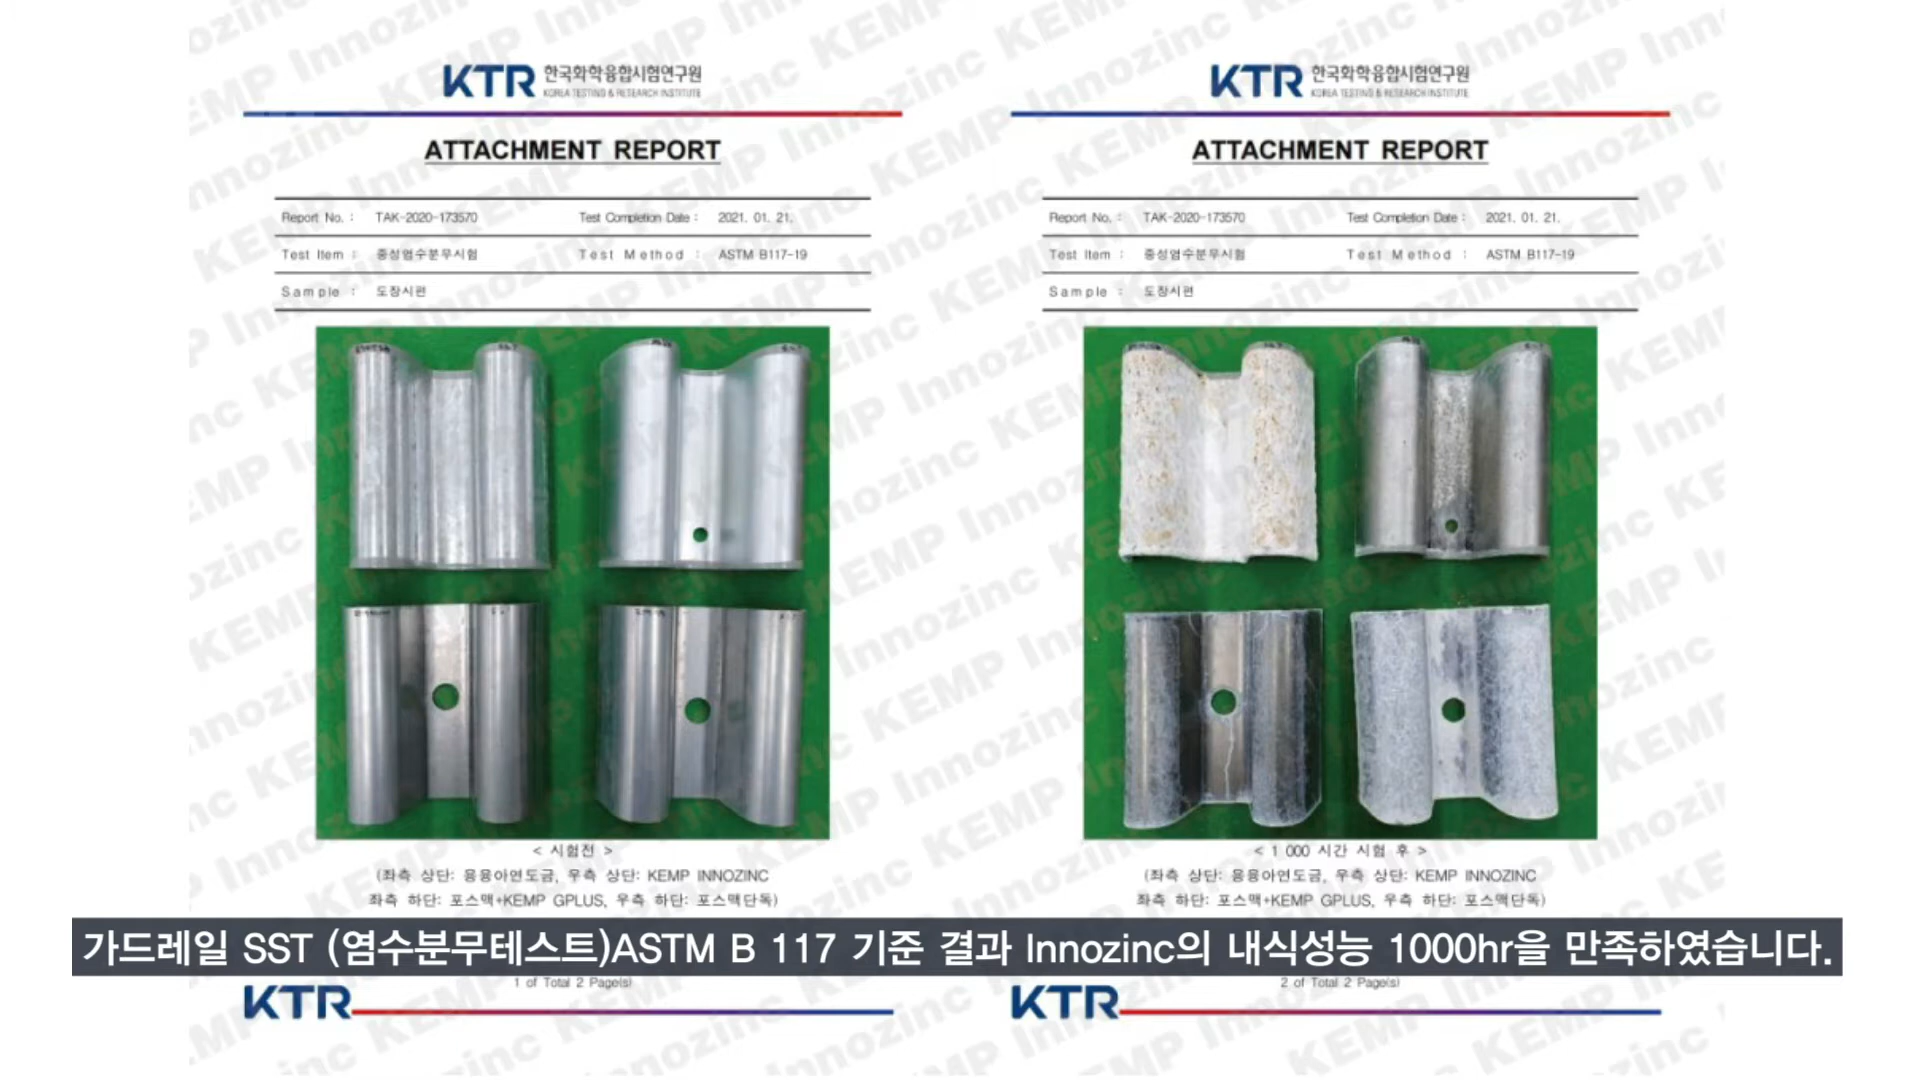 KTR 한국화학융합시험연구원
KOREA TESTING & RESEARCH INSTITUTE
ATTACHMENT REPORT
Report No. : TAK-2020-173570 Test Completion Date : 2021. 01. 21.
Test Item : 중성염수분무시험 Test Method : ASTM B117-19
Sample : 도장시편
< 시험전 >
(좌측 상단: 용융아연도금, 우측 상단: KEMP INNOZINC
좌측 하단: 포스맥+KEMP GPLUS, 우측 하단: 포스맥단독)
1 of Total 2 Page(s)
KTR
KTR 한국화학융합시험연구원
KOREA TESTING & RESEARCH INSTITUTE
ATTACHMENT REPORT
Report No. : TAK-2020-173570 Test Completion Date : 2021. 01. 21.
Test Item : 중성염수분무시험 Test Method : ASTM B117-19
Sample : 도장시편
< 1 000 시간 시험 후 >
(좌측 상단: 용융아연도금, 우측 상단: KEMP INNOZINC
좌측 하단: 포스맥+KEMP GPLUS, 우측 하단: 포스맥단독)
2 of Total 2 Page(s)
KTR
가드레일 SST (염수분무테스트)ASTM B 117 기준 결과 Innozinc의 내식성능 1000hr을 만족하였습니다.
KEMP Innozinc